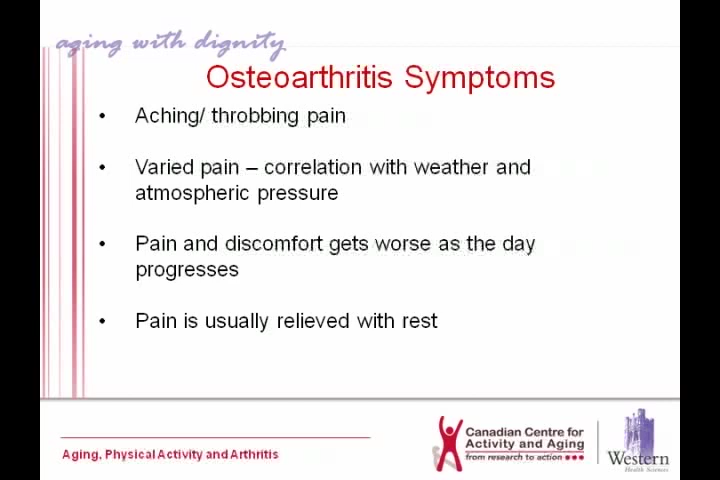 aging with dignity
Osteoarthritis Symptoms
• Aching/ throbbing pain
• Varied pain – correlation with weather and
atmospheric pressure
• Pain and discomfort gets worse as the day
progresses
• Pain is usually relieved with rest
Aging, Physical Activity and Arthritis
Canadian Centre for
Activity and Aging
from research to action
Western
Health Sciences